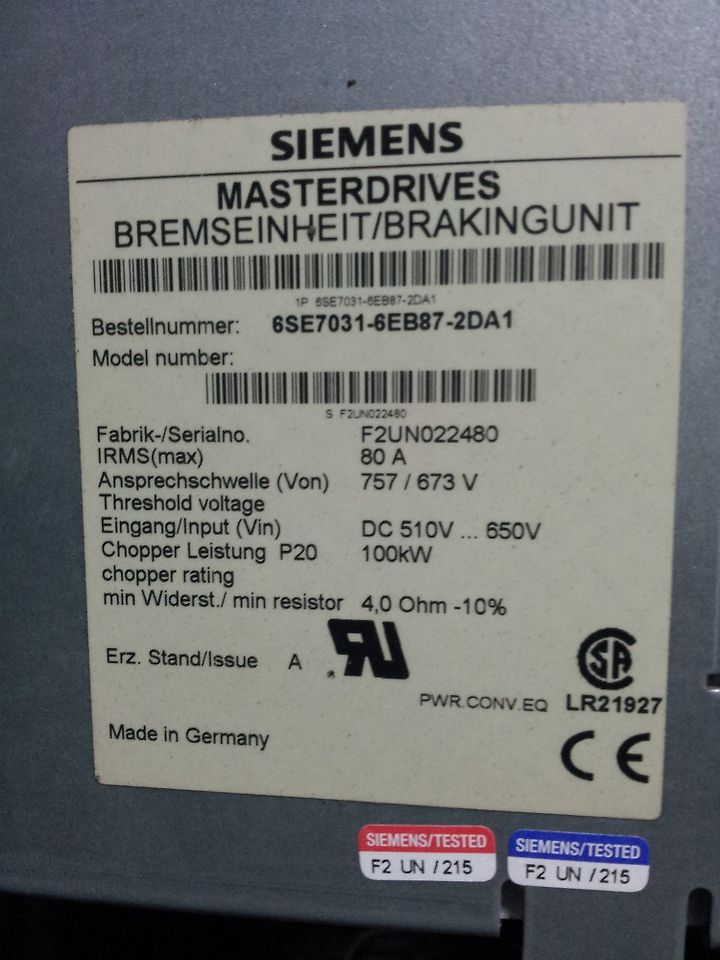 SIEMENS
MASTERDRIVES
BREMSEINHEIT/BRAKINGUNIT
1P 6SE7031-6EB87-2DA1
Bestellnummer: 6SE7031-6EB87-2DA1
Model number:
S F2UN022480
Fabrik-/Serialno. F2UN022480
IRMS(max) 80 A
Ansprechschwelle (Von) 757 / 673 V
Threshold voltage
Eingang/Input (Vin) DC 510V ... 650V
Chopper Leistung P20 100kW
chopper rating
min Widerst./ min resistor 4,0 Ohm -10%
Erz. Stand/Issue A
PWR.CONV.EQ LR21927
Made in Germany
CE
SIEMENS/TESTED
F2 UN / 215
SIEMENS/TESTED
F2 UN / 215